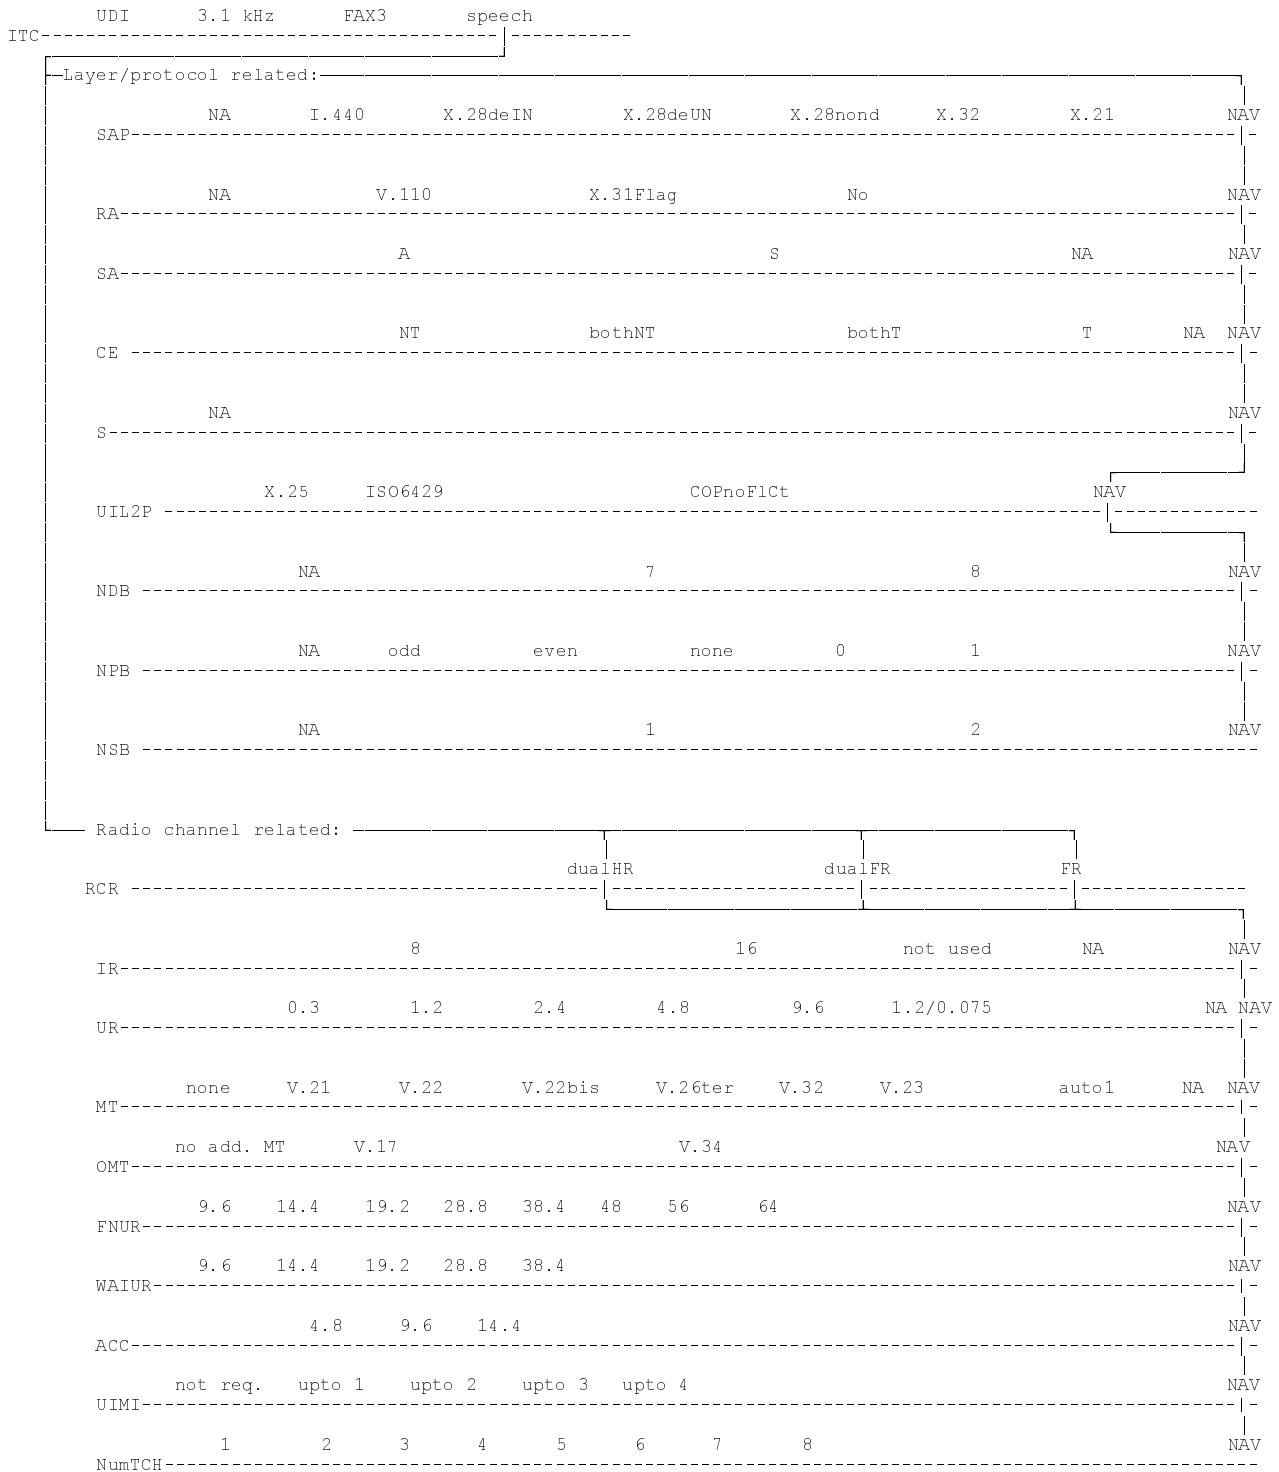 UDI 3.1 kHz FAX3 speech
ITC
Layer/protocol related:
NA I.440 X.28deIN X.28deUN X.28nond X.32 X.21 NAV
SAP
NA V.110 X.31Flag No NAV
RA
A S NA NAV
SA
NT bothNT bothT T NA NAV
CE
NA NAV
S
X.25 ISO6429 COPnoFlCt NAV
UIL2P
NA 7 8 NAV
NDB
NA odd even none 0 1 NAV
NPB
NA 1 2 NAV
NSB
Radio channel related:
dualHR dualFR FR
RCR
8 16 not used NA NAV
IR
0.3 1.2 2.4 4.8 9.6 1.2/0.075 NA NAV
UR
none V.21 V.22 V.22bis V.26ter V.32 V.23 auto1 NA NAV
MT
no add. MT V.17 V.34 NAV
OMT
9.6 14.4 19.2 28.8 38.4 48 56 64 NAV
FNUR
9.6 14.4 19.2 28.8 38.4 NAV
WAIUR
4.8 9.6 14.4 NAV
ACC
not req. upto 1 upto 2 upto 3 upto 4 NAV
UIMI
1 2 3 4 5 6 7 8 NAV
NumTCH